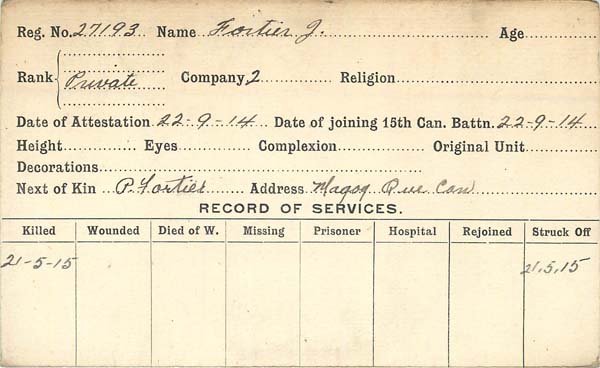 Reg. No. 27193 Name Fortier J. Age
Rank Private Company, 2 Religion
Date of Attestation 22-9-14 Date of joining 15th Can. Battn. 22-9-14
Height Eyes Complexion Original Unit
Decorations
Next of Kin P. Fortier Address Magog Que Can
RECORD OF SERVICES.
Killed Wounded Died of W. Missing Prisoner Hospital Rejoined Struck Off
21-5-15 21.5.15